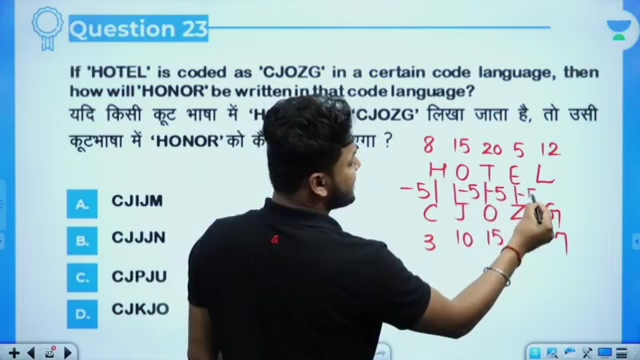 Question 23
If 'HOTEL' is coded as 'CJOZG' in a certain code language, then
how will 'HONOR' be written in that code language?
यदि किसी कूट भाषा में 'CJOZG' लिखा जाता है, तो उसी
कूटभाषा में 'HONOR' को ?
8 15 20 5 12
H O T E L
-5 -5 -5 -5
C J O Z G
3 10 15 7
A. CJIJM
B. CJJJN
C. CJPJU
D. CJKJO